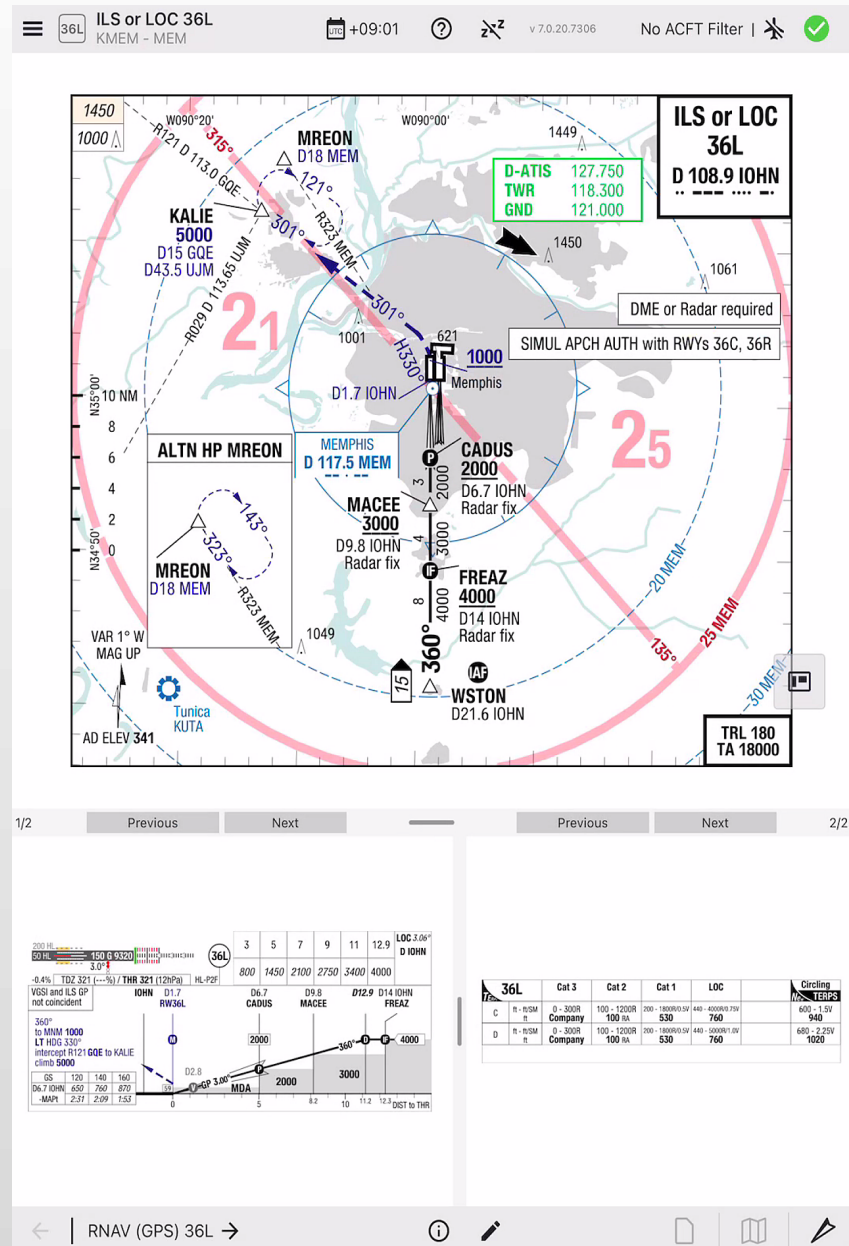 36L
ILS or LOC 36L
KMEM - MEM
UTC +09:01
v 7.0.20.7306
No ACFT Filter |
1450
1000
W090°20'
W090°00'
ILS or LOC
36L
D 108.9 IOHN
D-ATIS 127.750
TWR 118.300
GND 121.000
1449
1450
1061
DME or Radar required
SIMUL APCH AUTH with RWYs 36C, 36R
R121 D 113.0 GQE
315°
MREON
D18 MEM
121°
R323 MEM
KALIE
5000
D15 GQE
D43.5 UJM
301°
R029 D 113.65 UJM
21
301°
1001
H330°
621
1000
Memphis
D1.7 IOHN
25
N35°00'
10 NM
8
6
4
2
0
N34°50'
ALTN HP MREON
143°
323°
MREON
D18 MEM
R323 MEM
MEMPHIS
D 117.5 MEM
CADUS
2000
D6.7 IOHN
Radar fix
P
3
2000
MACEE
3000
D9.8 IOHN
Radar fix
4
3000
IF
FREAZ
4000
D14 IOHN
Radar fix
8
4000
360°
15
IAF
WSTON
D21.6 IOHN
1049
20 MEM
25 MEM
135°
30 MEM
VAR 1° W
MAG UP
AD ELEV 341
Tunica
KUTA
TRL 180
TA 18000
1/2
Previous
Next
Previous
Next
2/2
200 HL
50 HL
150 G 9320
3.0°
-0.4%
TDZ 321 (---%) / THR 321 (12hPa)
HL-P2F
36L
3 5 7 9 11 12.9
LOC 3.06°
D IOHN
800 1450 2100 2750 3400 4000
VGSI and ILS GP
not coincident
IOHN
D1.7
RW36L
D6.7
CADUS
D9.8
MACEE
D12.9
D14 IOHN
FREAZ
360°
to MNM 1000
LT HDG 330°
intercept R121 GQE to KALIE
climb 5000
M
2000
360°
D
IF
4000
D2.8
P
GP 3.00°
MDA
2000
3000
59
GS 120 140 160
D6.7 IOHN 650 760 870
-MAPt 2:31 2:09 1:53
0 5 8.2 10 11.2 12.3 DIST to THR
36L Cat 3 Cat 2 Cat 1 LOC
Circling
TERPS
C ft - ft/SM 0 - 300R 100 - 1200R 200 - 1800R/0.5V 440 - 4000R/0.75V 600 - 1.5V
ft Company 100 RA 530 760 940
D ft - ft/SM 0 - 300R 100 - 1200R 200 - 1800R/0.5V 440 - 5000R/1.0V 680 - 2.25V
ft Company 100 RA 530 760 1020
RNAV (GPS) 36L